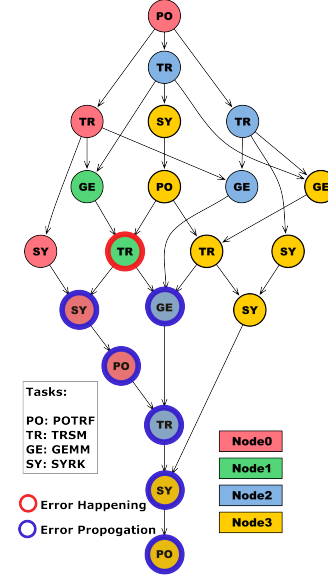 PO
TR
TR SY TR
GE PO GE GE
SY TR TR SY
SY GE SY
PO
TR
SY
PO
Tasks:
PO: POTRF
TR: TRSM
GE: GEMM
SY: SYRK
Error Happening
Error Propogation
Node0
Node1
Node2
Node3